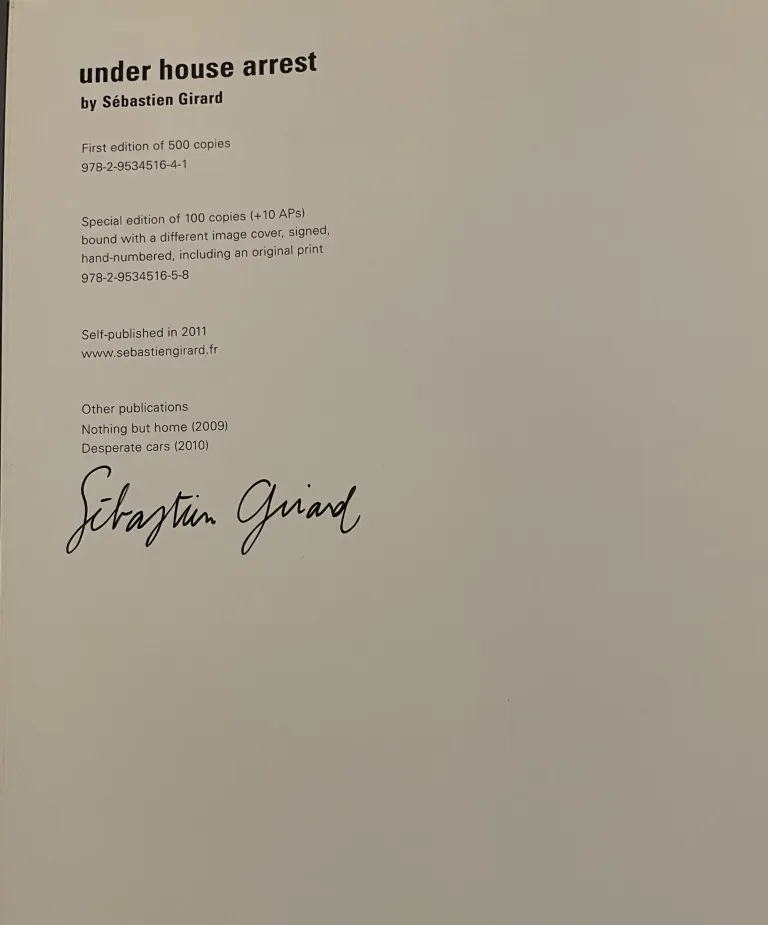 under house arrest
by Sébastien Girard
First edition of 500 copies
978-2-9534516-4-1
Special edition of 100 copies (+10 APs)
bound with a different image cover, signed,
hand-numbered, including an original print
978-2-9534516-5-8
Self-published in 2011
www.sebastiengirard.fr
Other publications
Nothing but home (2009)
Desperate cars (2010)
Sébastien Girard